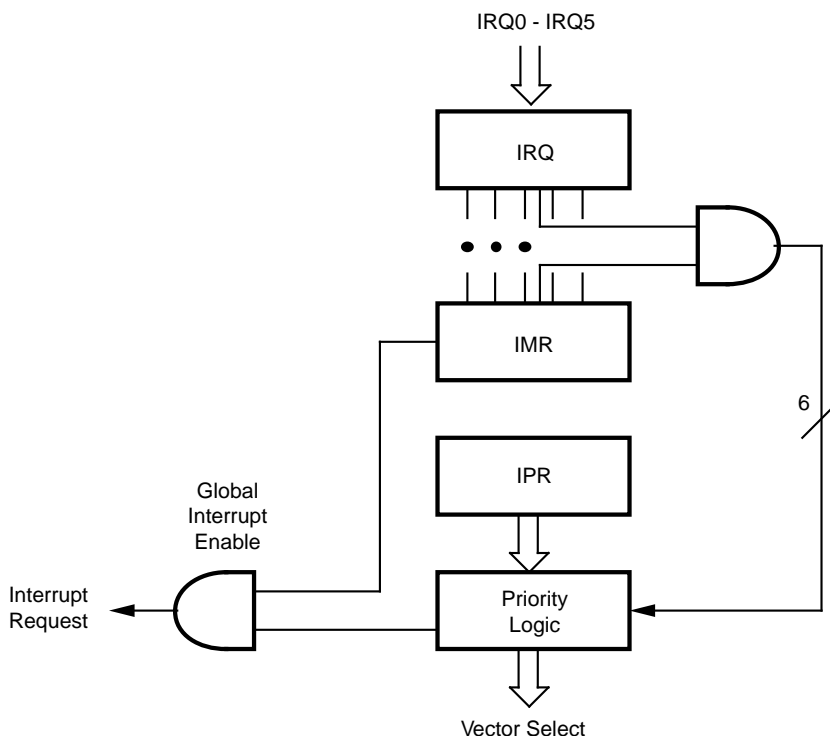 IRQ0 - IRQ5
IRQ
IMR
6
IPR
Global
Interrupt
Enable
Interrupt
Request
Priority
Logic
Vector Select